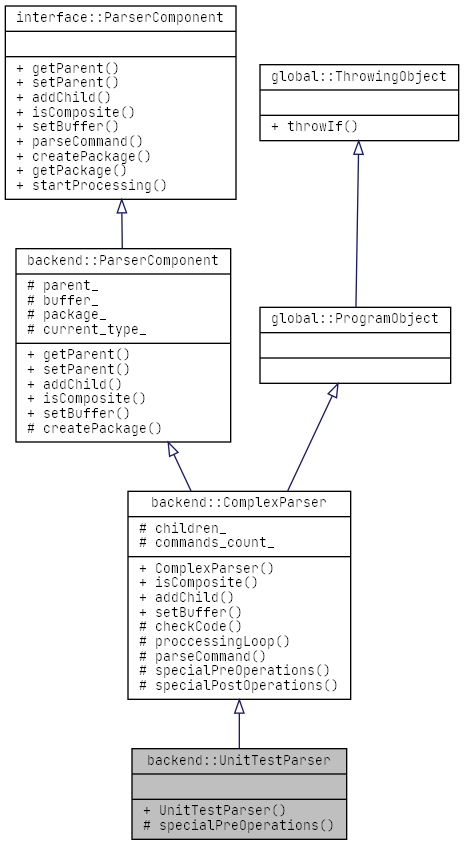 interface::ParserComponent
+ getParent()
+ setParent()
+ addChild()
+ isComposite()
+ setBuffer()
+ parseCommand()
+ createPackage()
+ getPackage()
+ startProcessing()
global::ThrowingObject
+ throwIf()
backend::ParserComponent
# parent_
# buffer_
# package_
# current_type_
+ getParent()
+ setParent()
+ addChild()
+ isComposite()
+ setBuffer()
# createPackage()
global::ProgramObject
backend::ComplexParser
# children_
# commands_count_
+ ComplexParser()
+ isComposite()
+ addChild()
+ setBuffer()
# checkCode()
# proccessingLoop()
# parseCommand()
# specialPreOperations()
# specialPostOperations()
backend::UnitTestParser
+ UnitTestParser()
# specialPreOperations()